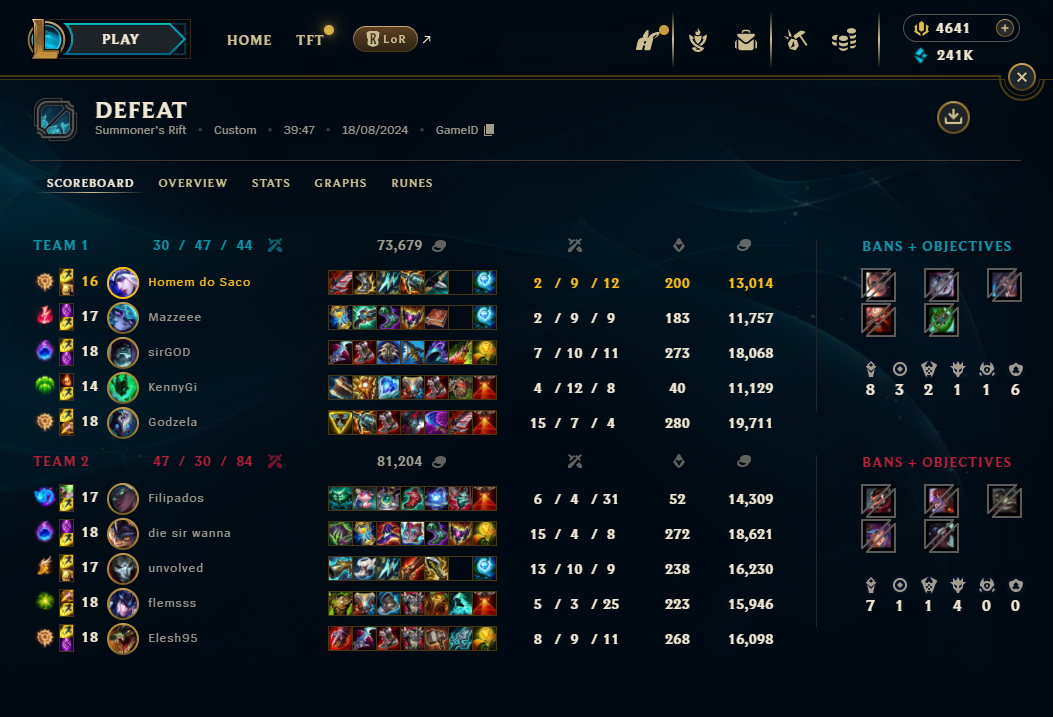 PLAY
HOME
TFT
LoR
4641
241K
DEFEAT
Summoner's Rift • Custom • 39:47 • 18/08/2024 • GameID
SCOREBOARD OVERVIEW STATS GRAPHS RUNES
TEAM 1 30 / 47 / 44 73,679
BANS + OBJECTIVES
16 Homem do Saco 2 / 9 / 12 200 13,014
17 Mazzeee 2 / 9 / 9 183 11,757
18 sirGOD 7 / 10 / 11 273 18,068
14 KennyGi 4 / 12 / 8 40 11,129
18 Godzela 15 / 7 / 4 280 19,711
8 3 2 1 1 6
TEAM 2 47 / 30 / 84 81,204
BANS + OBJECTIVES
17 Filipados 6 / 4 / 31 52 14,309
18 die sir wanna 15 / 4 / 8 272 18,621
17 unvolved 13 / 10 / 9 238 16,230
18 flemsss 5 / 3 / 25 223 15,946
18 Elesh95 8 / 9 / 11 268 16,098
7 1 1 4 0 0